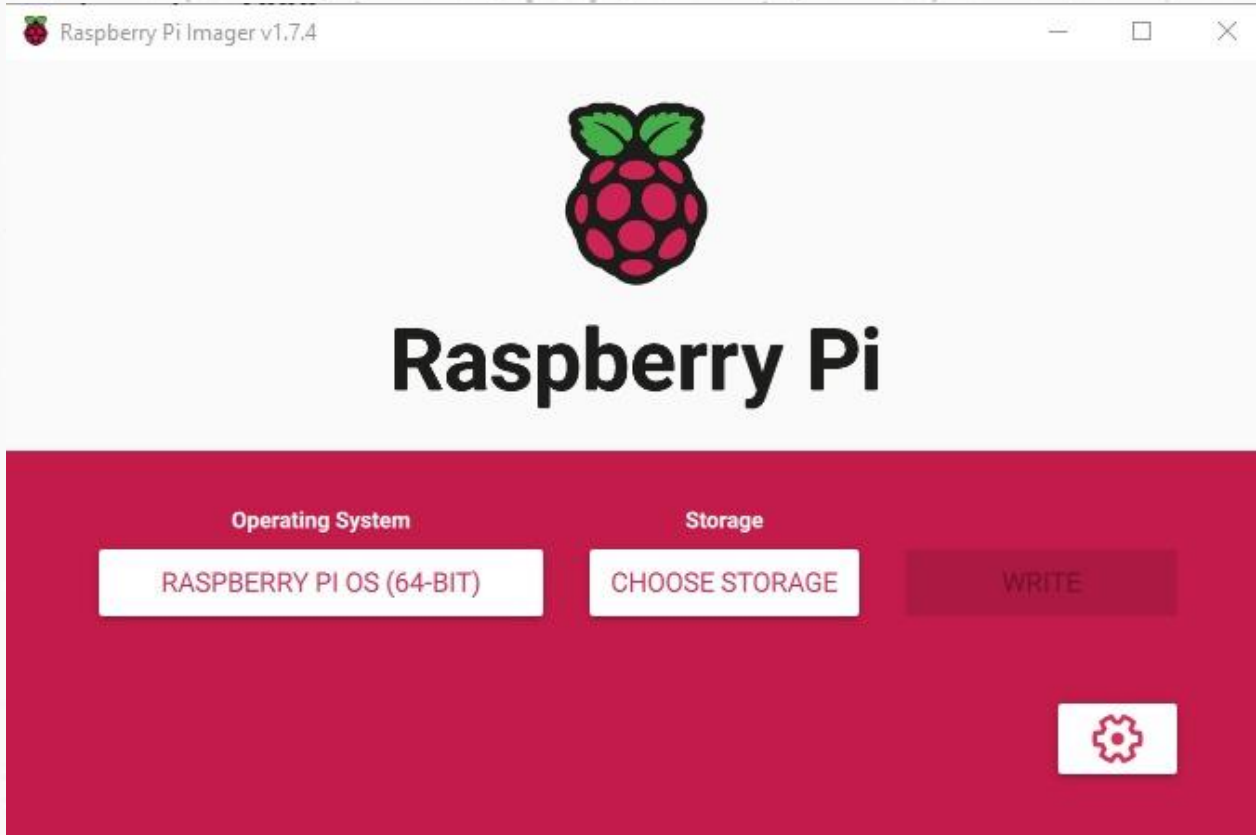 Raspberry Pi Imager v1.7.4
Raspberry Pi
Operating System
Storage
RASPBERRY PI OS (64-BIT)
CHOOSE STORAGE
WRITE